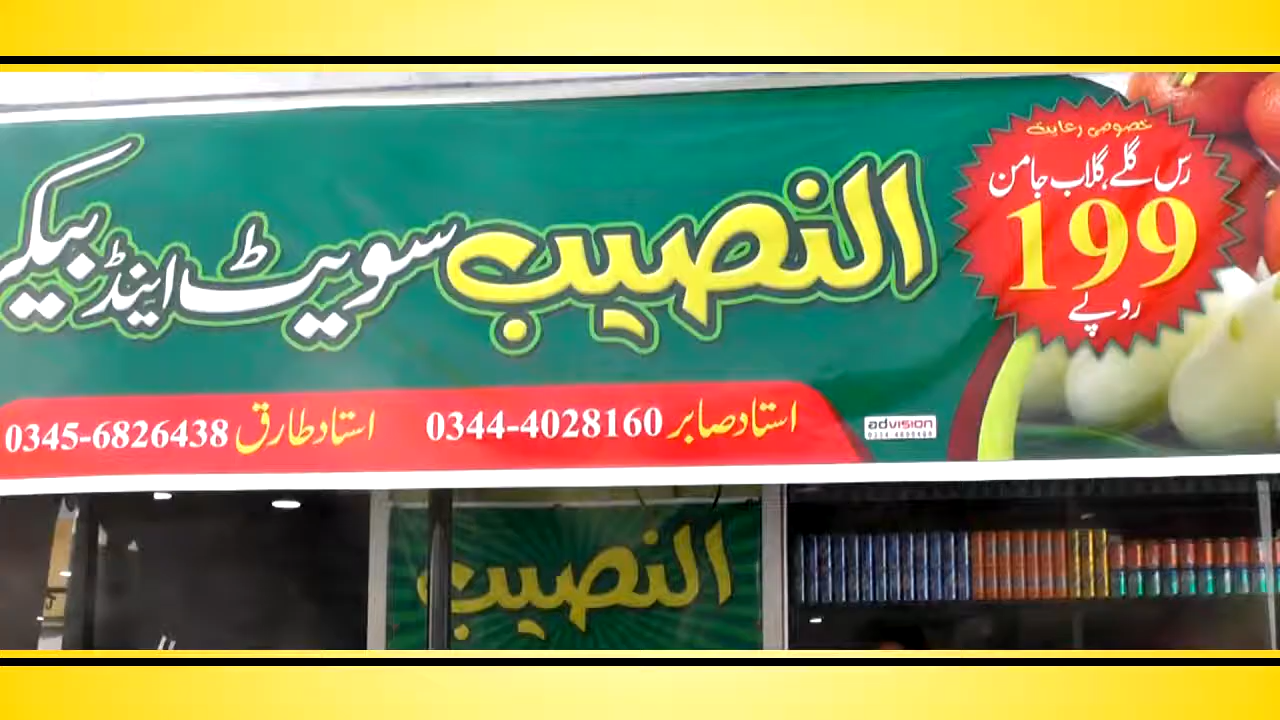 خصوصی رعایت
رس گلے، گلاب جامن
199
روپے
النصیب سویٹ اینڈ بیکر
استاد صابر 0344-4028160
استاد طارق 0345-6826438
advision
النصیب